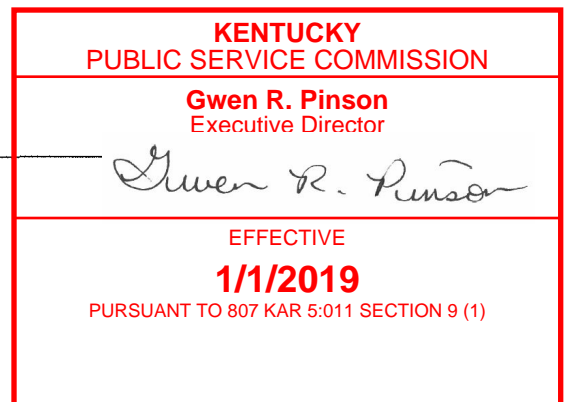 KENTUCKY
PUBLIC SERVICE COMMISSION
Gwen R. Pinson
Executive Director
Gwen R. Pinson
EFFECTIVE
1/1/2019
PURSUANT TO 807 KAR 5:011 SECTION 9 (1)